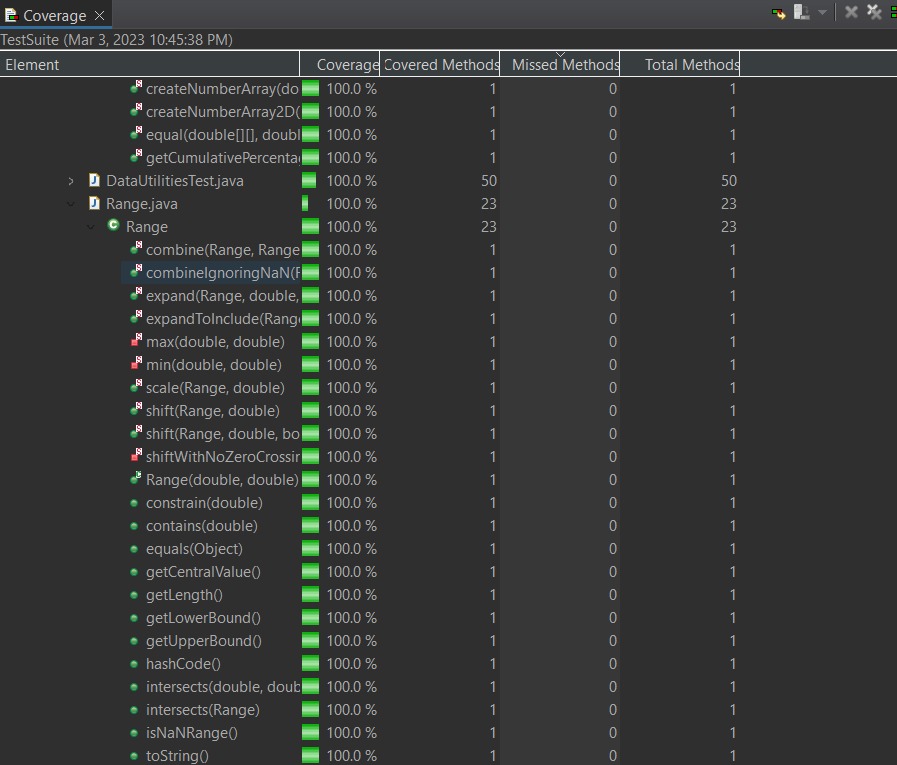 Coverage
TestSuite (Mar 3, 2023 10:45:38 PM)
Element Coverage Covered Methods Missed Methods Total Methods
createNumberArray(do 100.0 % 1 0 1
createNumberArray2D( 100.0 % 1 0 1
equal(double[][], doubl 100.0 % 1 0 1
getCumulativePercenta 100.0 % 1 0 1
DataUtilitiesTest.java 100.0 % 50 0 50
Range.java 100.0 % 23 0 23
Range 100.0 % 23 0 23
combine(Range, Range 100.0 % 1 0 1
combineIgnoringNaN(R 100.0 % 1 0 1
expand(Range, double, 100.0 % 1 0 1
expandToInclude(Range 100.0 % 1 0 1
max(double, double) 100.0 % 1 0 1
min(double, double) 100.0 % 1 0 1
scale(Range, double) 100.0 % 1 0 1
shift(Range, double) 100.0 % 1 0 1
shift(Range, double, bo 100.0 % 1 0 1
shiftWithNoZeroCrossin 100.0 % 1 0 1
Range(double, double) 100.0 % 1 0 1
constrain(double) 100.0 % 1 0 1
contains(double) 100.0 % 1 0 1
equals(Object) 100.0 % 1 0 1
getCentralValue() 100.0 % 1 0 1
getLength() 100.0 % 1 0 1
getLowerBound() 100.0 % 1 0 1
getUpperBound() 100.0 % 1 0 1
hashCode() 100.0 % 1 0 1
intersects(double, doub 100.0 % 1 0 1
intersects(Range) 100.0 % 1 0 1
isNaNRange() 100.0 % 1 0 1
toString() 100.0 % 1 0 1